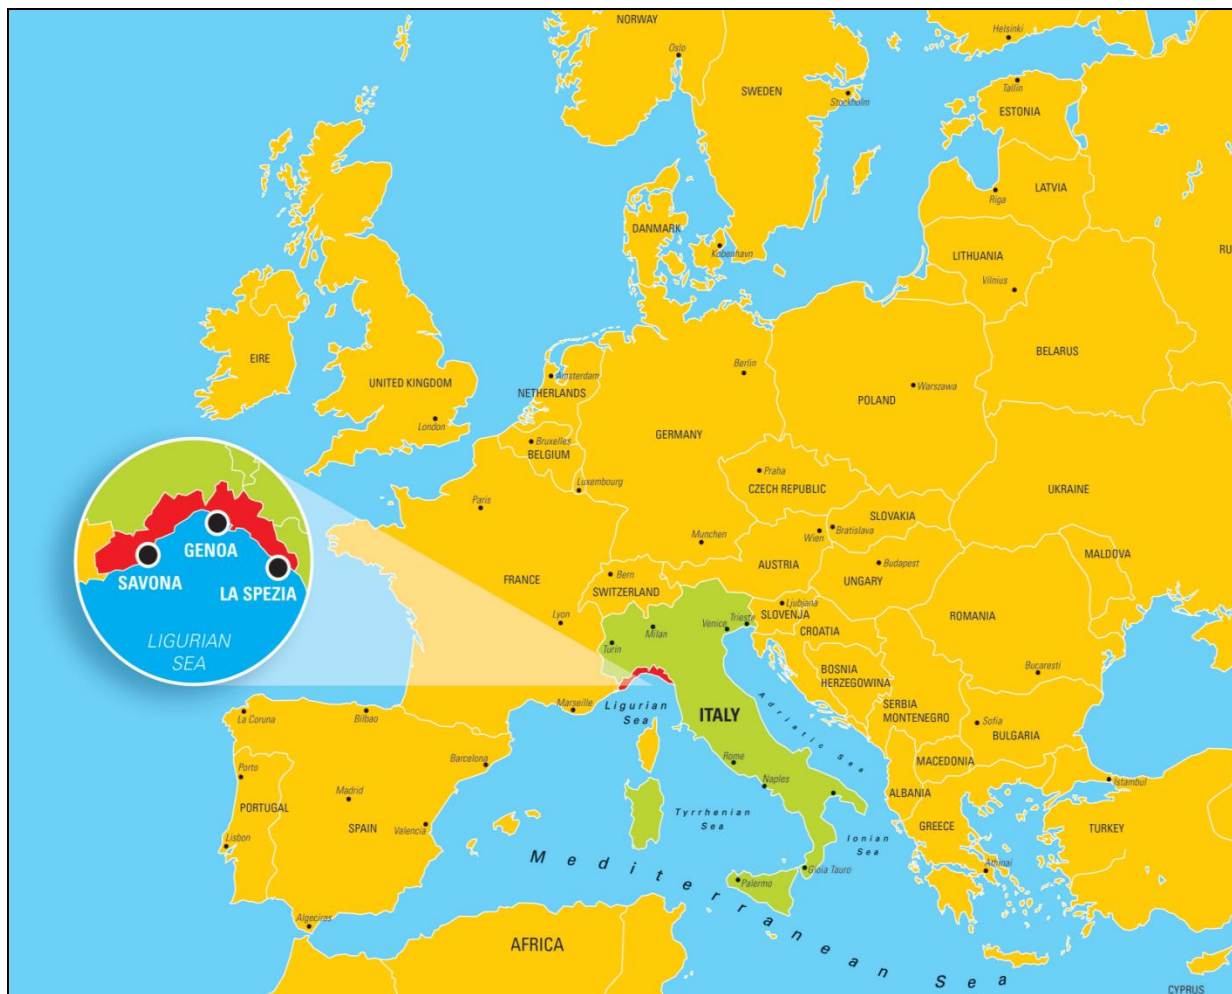 NORWAY
Oslo
Helsinki
SWEDEN
Stockholm
Tallin
ESTONIA
LATVIA
Riga
DANMARK
København
LITHUANIA
Vilnius
RU
EIRE
UNITED KINGDOM
London
Amsterdam
NETHERLANDS
Berlin
Warszawa
POLAND
BELARUS
Bruxelles
BELGIUM
GERMANY
Luxembourg
Praha
CZECH REPUBLIC
UKRAINE
Paris
SLOVAKIA
Bratislava
Munchen
Wien
AUSTRIA
Budapest
UNGARY
MALDOVA
GENOA
SAVONA
LA SPEZIA
LIGURIAN
SEA
FRANCE
Bern
SWITZERLAND
Lyon
Turin
Milan
Venice
Trieste
Ljubjana
SLOVENJA
CROATIA
ROMANIA
BOSNIA
HERZEGOWINA
Bucaresti
La Coruna
Bilbao
Marseille
Ligurian
Sea
ITALY
Adriatic Sea
SERBIA
MONTENEGRO
Sofia
BULGARIA
Barcelona
Rome
MACEDONIA
Porto
Naples
Istambul
PORTUGAL
Madrid
SPAIN
Valencia
Lisbon
Tyrrhenian
Sea
Ionian
Sea
ALBANIA
GREECE
TURKEY
Athinai
Mediterranean Sea
Palermo
Gioia Tauro
Algeciras
AFRICA
CYPRUS